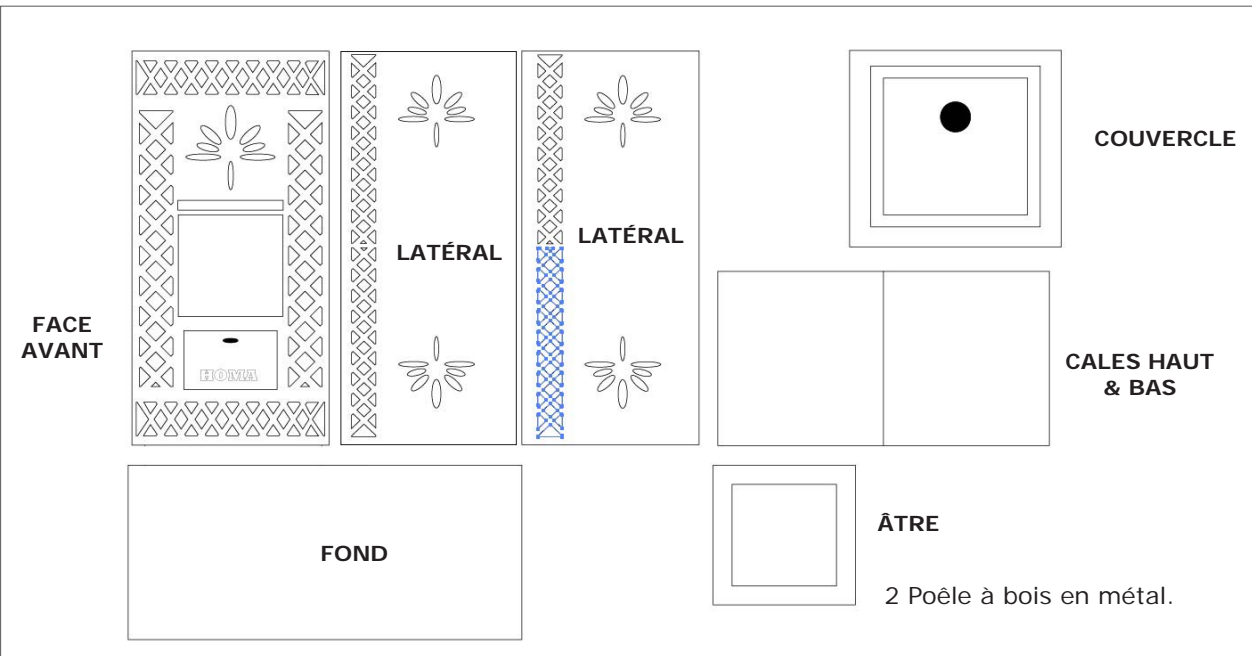 FACE
AVANT
HOMA
LATÉRAL
LATÉRAL
COUVERCLE
CALES HAUT
& BAS
FOND
ÂTRE
2 Poêle à bois en métal.